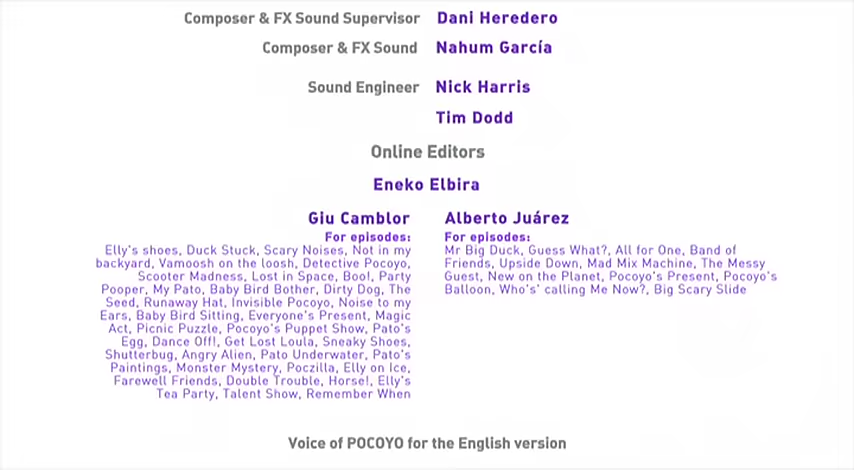 Composer & FX Sound Supervisor Dani Heredero
Composer & FX Sound Nahum García
Sound Engineer Nick Harris
Tim Dodd
Online Editors
Eneko Elbira
Giu Camblor
For episodes:
Elly's shoes, Duck Stuck, Scary Noises, Not in my
backyard, Vamoosh on the loosh, Detective Pocoyo,
Scooter Madness, Lost in Space, Boo!, Party
Pooper, My Pato, Baby Bird Bother, Dirty Dog, The
Seed, Runaway Hat, Invisible Pocoyo, Noise to my
Ears, Baby Bird Sitting, Everyone's Present, Magic
Act, Picnic Puzzle, Pocoyo's Puppet Show, Pato's
Egg, Dance Off!, Get Lost Loula, Sneaky Shoes,
Shutterbug, Angry Alien, Pato Underwater, Pato's
Paintings, Monster Mystery, Poczilla, Elly on Ice,
Farewell Friends, Double Trouble, Horse!, Elly's
Tea Party, Talent Show, Remember When
Alberto Juárez
For episodes:
Mr Big Duck, Guess What?, All for One, Band of
Friends, Upside Down, Mad Mix Machine, The Messy
Guest, New on the Planet, Pocoyo's Present, Pocoyo's
Balloon, Who's' calling Me Now?, Big Scary Slide
Voice of POCOYO for the English version